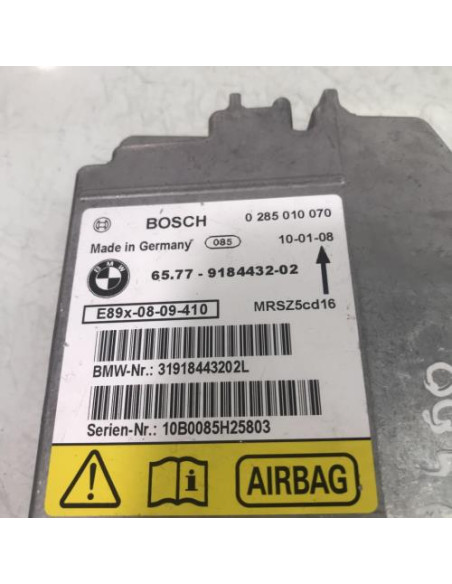 BOSCH 0 285 010 070
Made in Germany 085 10-01-08
BMW 65.77 - 9184432-02
E89x-08-09-410 MRSZ5cd16
BMW-Nr.: 31918443202L
Serien-Nr.: 10B0085H25803
! i AIRBAG